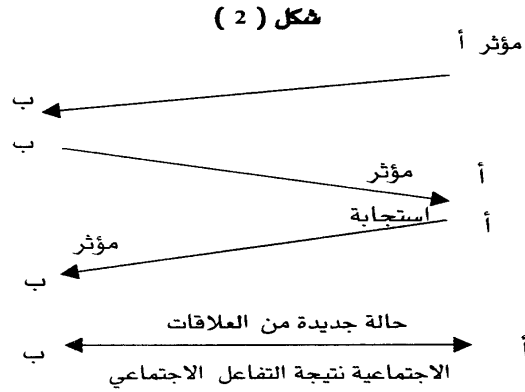 شكل ( 2 )
مؤثر أ
ب
ب
مؤثر
أ
استجابة
أ
مؤثر
ب
حالة جديدة من العلاقات
أ
ب
الاجتماعية نتيجة التفاعل الاجتماعي